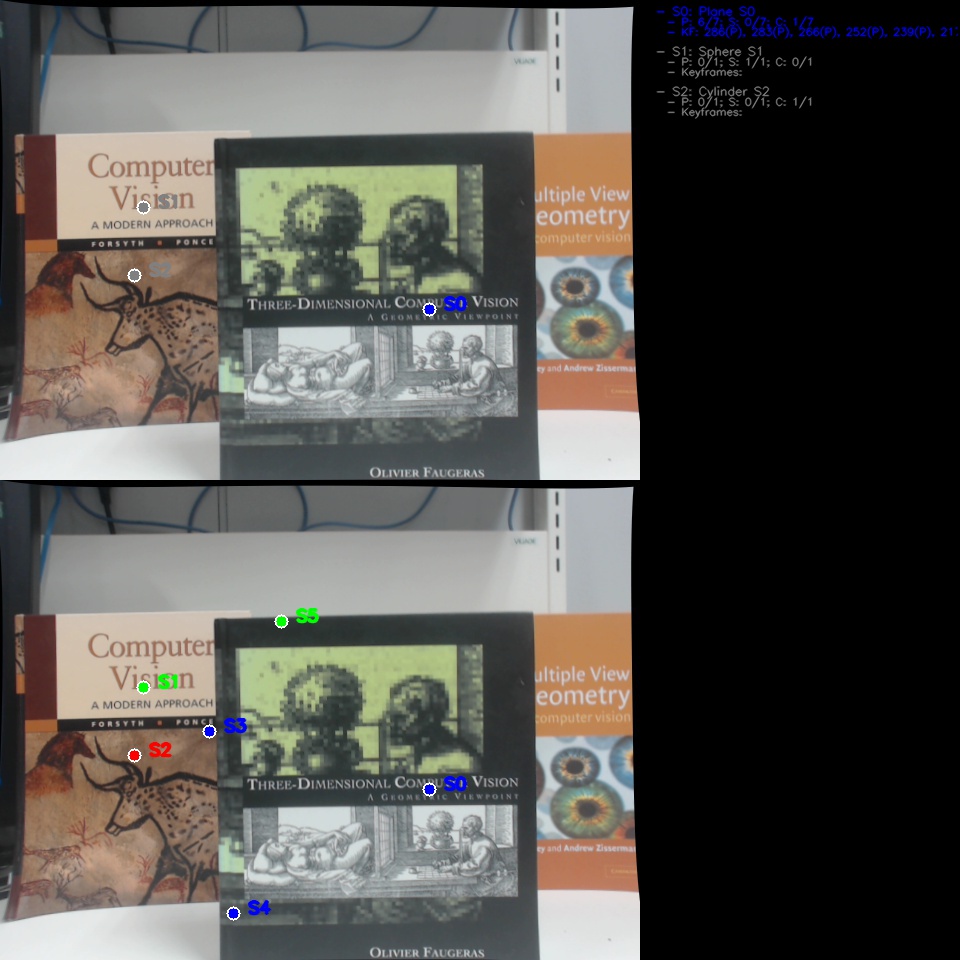 S0: Plane S0
P: 6/7; S: 0/7; C: 1/7
KF: 286(P), 283(P), 266(P), 252(P), 239(P),
S1: Sphere S1
P: 0/1; S: 1/1; C: 0/1
Keyframes:
S2: Cylinder S2
P: 0/1; S: 0/1; C: 1/1
Keyframes:
Computer
Vision
S1
A MODERN APPROACH
FORSYTH PONCE
S2
THREE-DIMENSIONAL COMPUTER VISION
S0
A GEOMETRIC VIEWPOINT
OLIVIER FAUGERAS
ultiple View
eometry
computer vision
ey and Andrew Zisserman
S5
Computer
Vision
S1
A MODERN APPROACH
FORSYTH PONCE
S3
S2
THREE-DIMENSIONAL COMPUTER VISION
S0
A GEOMETRIC VIEWPOINT
S4
OLIVIER FAUGERAS
ultiple View
eometry
computer vision
ey and Andrew Zisserman